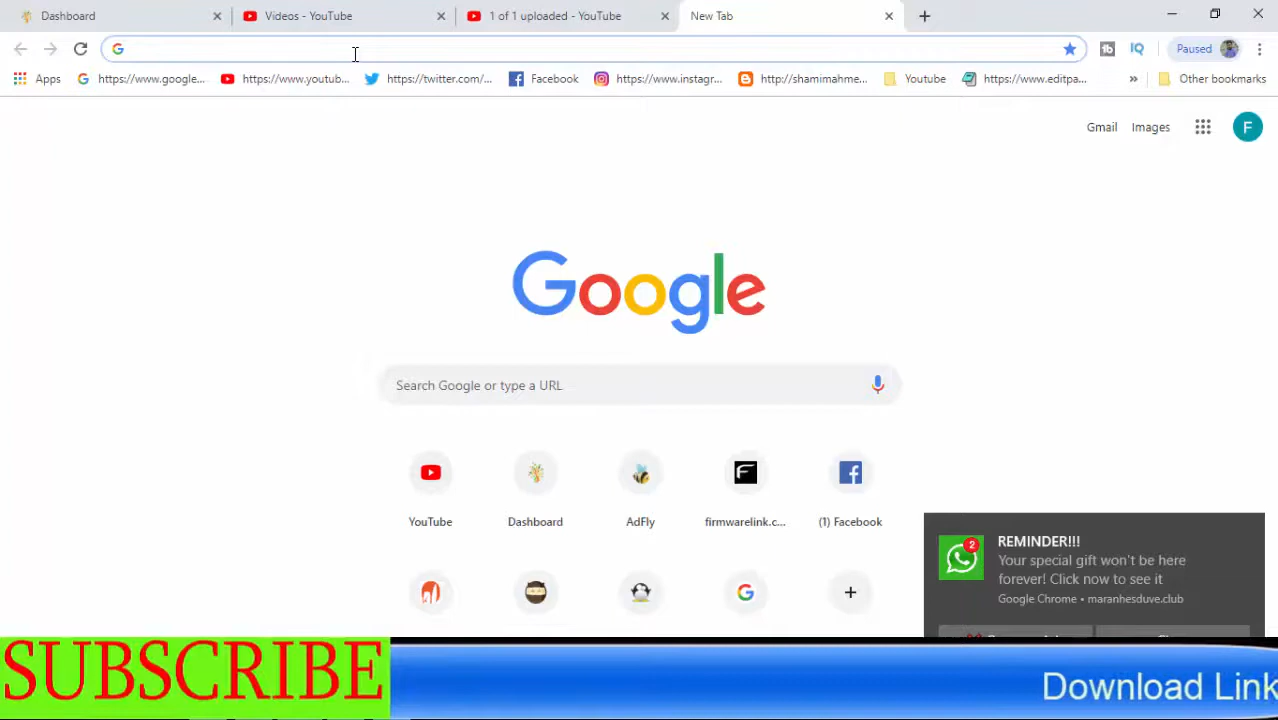 Dashboard
Videos - YouTube
1 of 1 uploaded - YouTube
New Tab
Paused
Apps
https://www.google...
https://www.youtub...
https://twitter.com/...
Facebook
https://www.instagr...
http://shamimahme...
Youtube
https://www.editpa...
Other bookmarks
Gmail
Images
F
Google
Search Google or type a URL
YouTube
Dashboard
AdFly
firmwarelink.c...
(1) Facebook
2
REMINDER!!!
Your special gift won't be here
forever! Click now to see it
Google Chrome • maranhesduve.club
SUBSCRIBE
Download Link